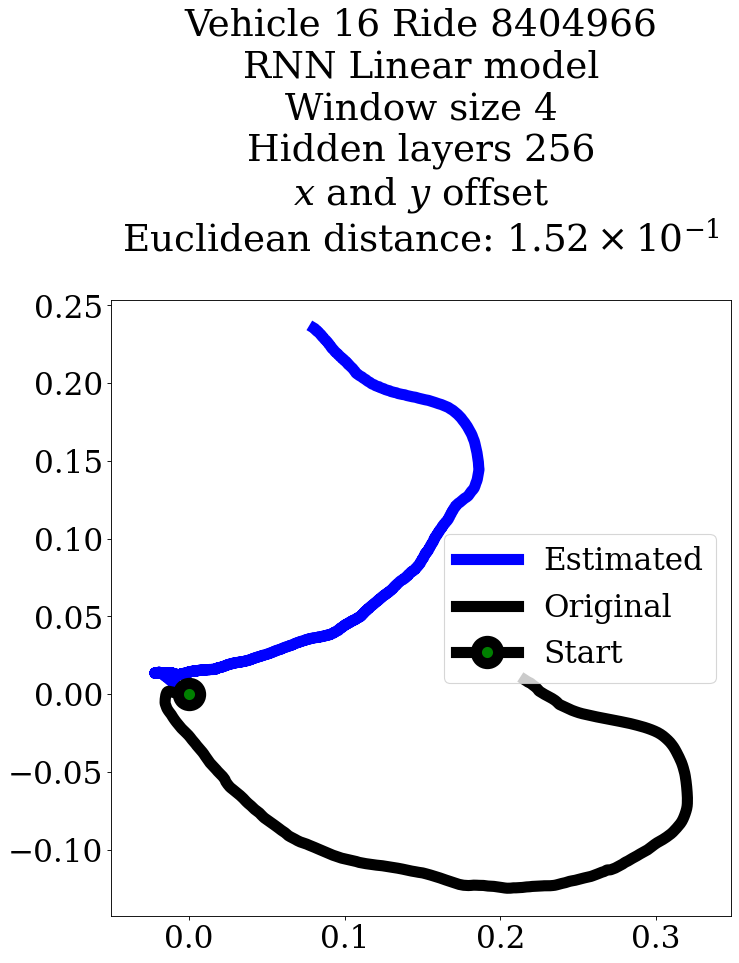 Vehicle 16 Ride 8404966
RNN Linear model
Window size 4
Hidden layers 256
x and y offset
Euclidean distance: 1.52 × 10⁻¹
0.25
0.20
0.15
0.10
0.05
0.00
−0.05
−0.10
Estimated
Original
Start
0.0 0.1 0.2 0.3